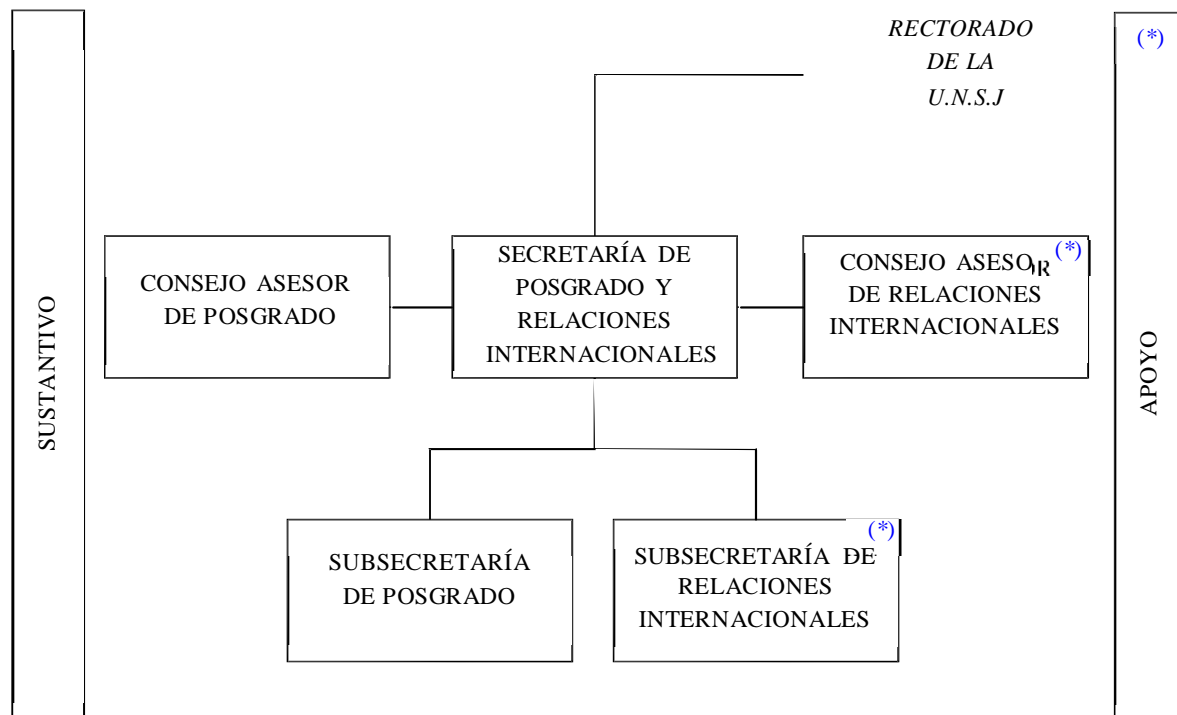 RECTORADO
DE LA
U.N.S.J
(*)
SUSTANTIVO
CONSEJO ASESOR
DE POSGRADO
SECRETARÍA DE
POSGRADO Y
RELACIONES
INTERNACIONALES
(*)
CONSEJO ASESOR
DE RELACIONES
INTERNACIONALES
APOYO
SUBSECRETARÍA
DE POSGRADO
(*)
SUBSECRETARÍA DE
RELACIONES
INTERNACIONALES